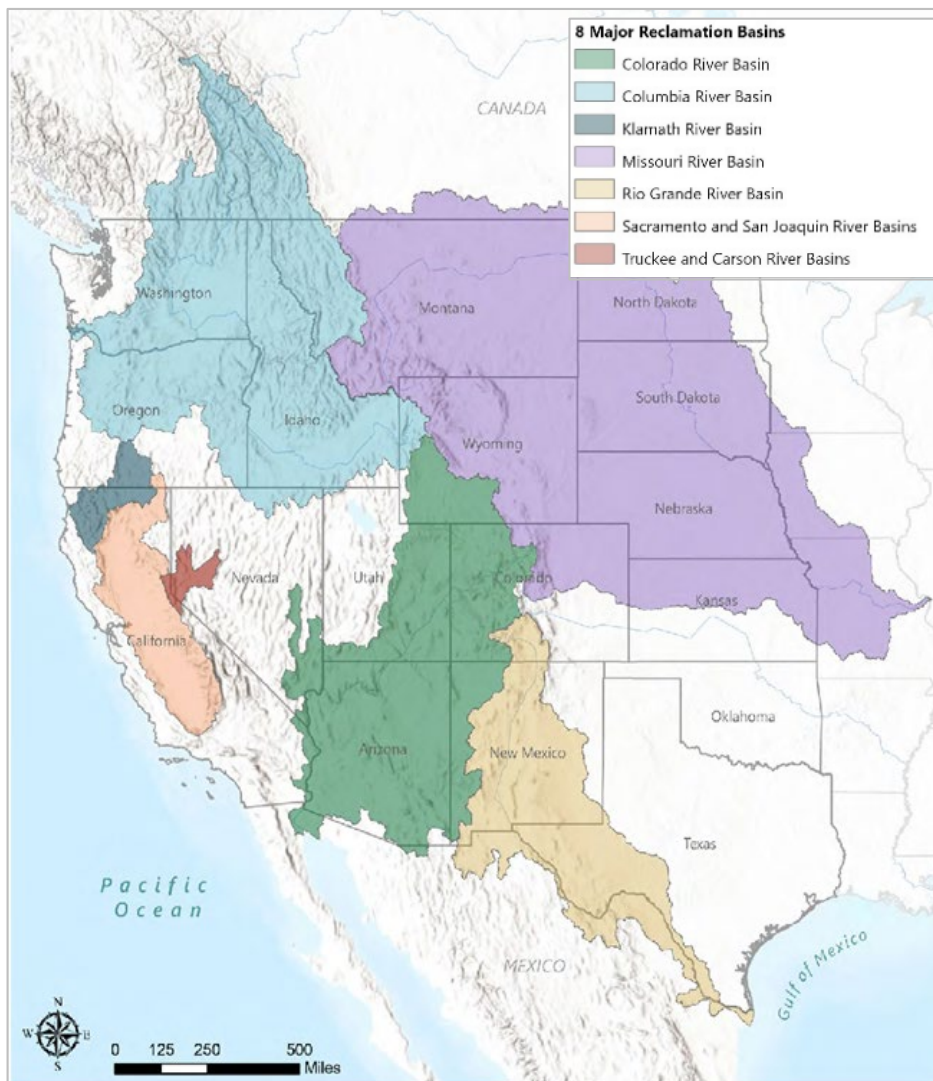 8 Major Reclamation Basins
Colorado River Basin
Columbia River Basin
Klamath River Basin
Missouri River Basin
Rio Grande River Basin
Sacramento and San Joaquin River Basins
Truckee and Carson River Basins
CANADA
Washington
Montana
North Dakota
Oregon
Idaho
South Dakota
Wyoming
Nebraska
Nevada
Utah
Colorado
Kansas
California
Arizona
New Mexico
Oklahoma
Texas
Pacific
Ocean
MEXICO
Gulf of Mexico
N
W E
S
0 125 250 500
Miles